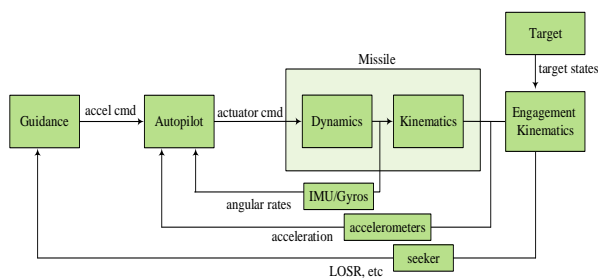 Target
Missile
target states
accel cmd
actuator cmd
Guidance
Autopilot
Dynamics
Kinematics
Engagement
Kinematics
IMU/Gyros
angular rates
accelerometers
acceleration
seeker
LOSR, etc